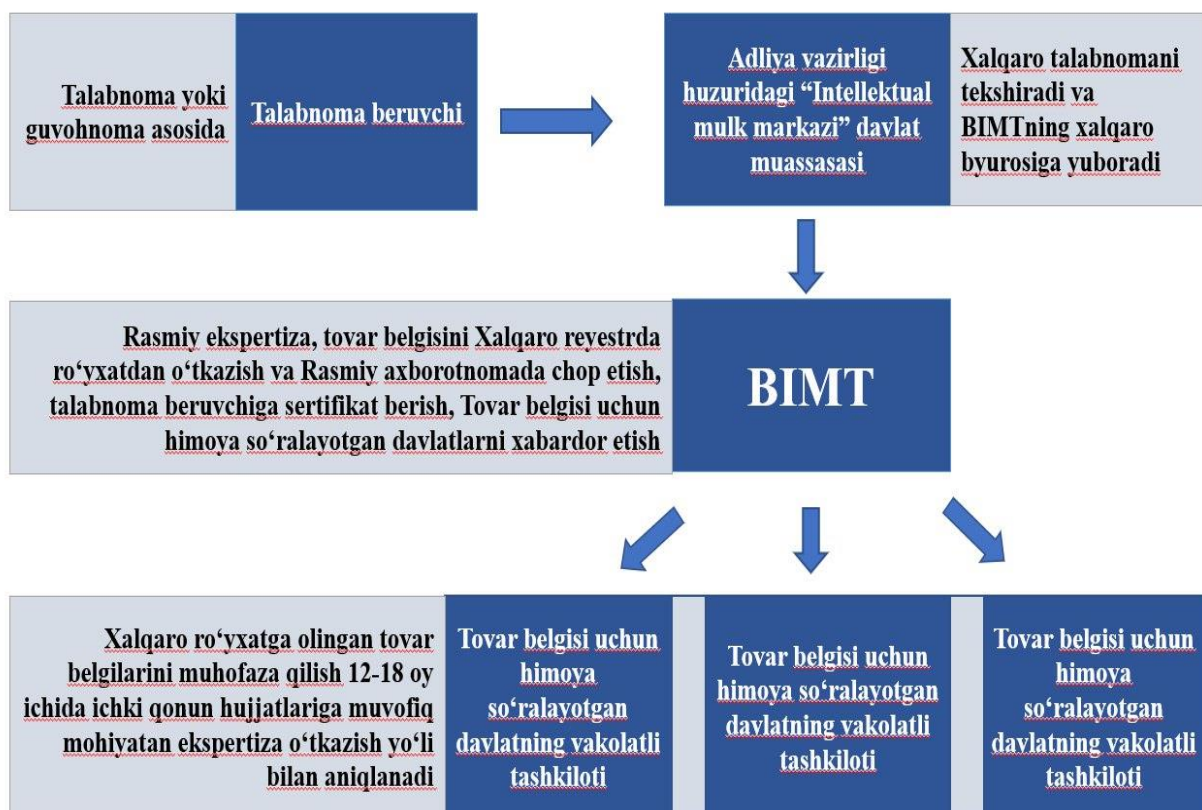 Talabnoma yoki
guvohnoma asosida
Talabnoma beruvchi
Adliya vazirligi
huzuridagi “Intellektual
mulk markazi” davlat
muassasasi
Xalqaro talabnomani
tekshiradi va
BIMTning xalqaro
byurosiga yuboradi
Rasmiy ekspertiza, tovar belgisini Xalqaro reyestrda
ro‘yxatdan o‘tkazish va Rasmiy axborotnomada chop etish,
talabnoma beruvchiga sertifikat berish, Tovar belgisi uchun
himoya so‘ralayotgan davlatlarni xabardor etish
BIMT
Xalqaro ro‘yxatga olingan tovar
belgilarini muhofaza qilish 12-18 oy
ichida ichki qonun hujjatlariga muvofiq
mohiyatan ekspertiza o‘tkazish yo‘li
bilan aniqlanadi
Tovar belgisi uchun
himoya
so‘ralayotgan
davlatning vakolatli
tashkiloti
Tovar belgisi uchun
himoya so‘ralayotgan
davlatning vakolatli
tashkiloti
Tovar belgisi uchun
himoya
so‘ralayotgan
davlatning vakolatli
tashkiloti